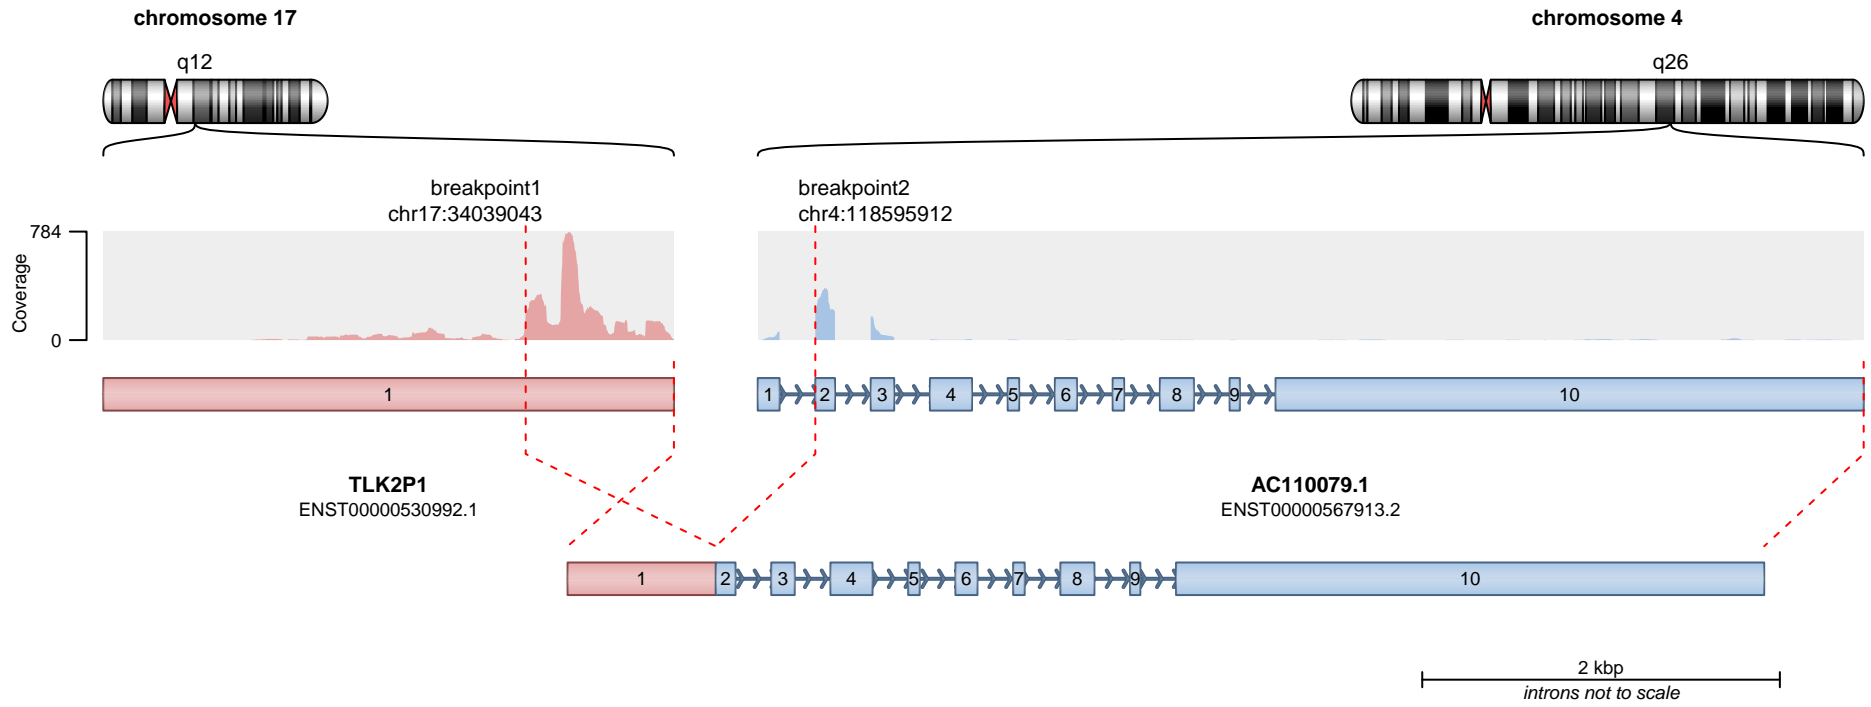 chromosome 17
chromosome 4
q12
q26
breakpoint1
chr17:34039043
breakpoint2
chr4:118595912
Coverage
784
0
1
1 2 3 4 5 6 7 8 9 10
TLK2P1
ENST00000530992.1
AC110079.1
ENST00000567913.2
1 2 3 4 5 6 7 8 9 10
2 kbp
introns not to scale